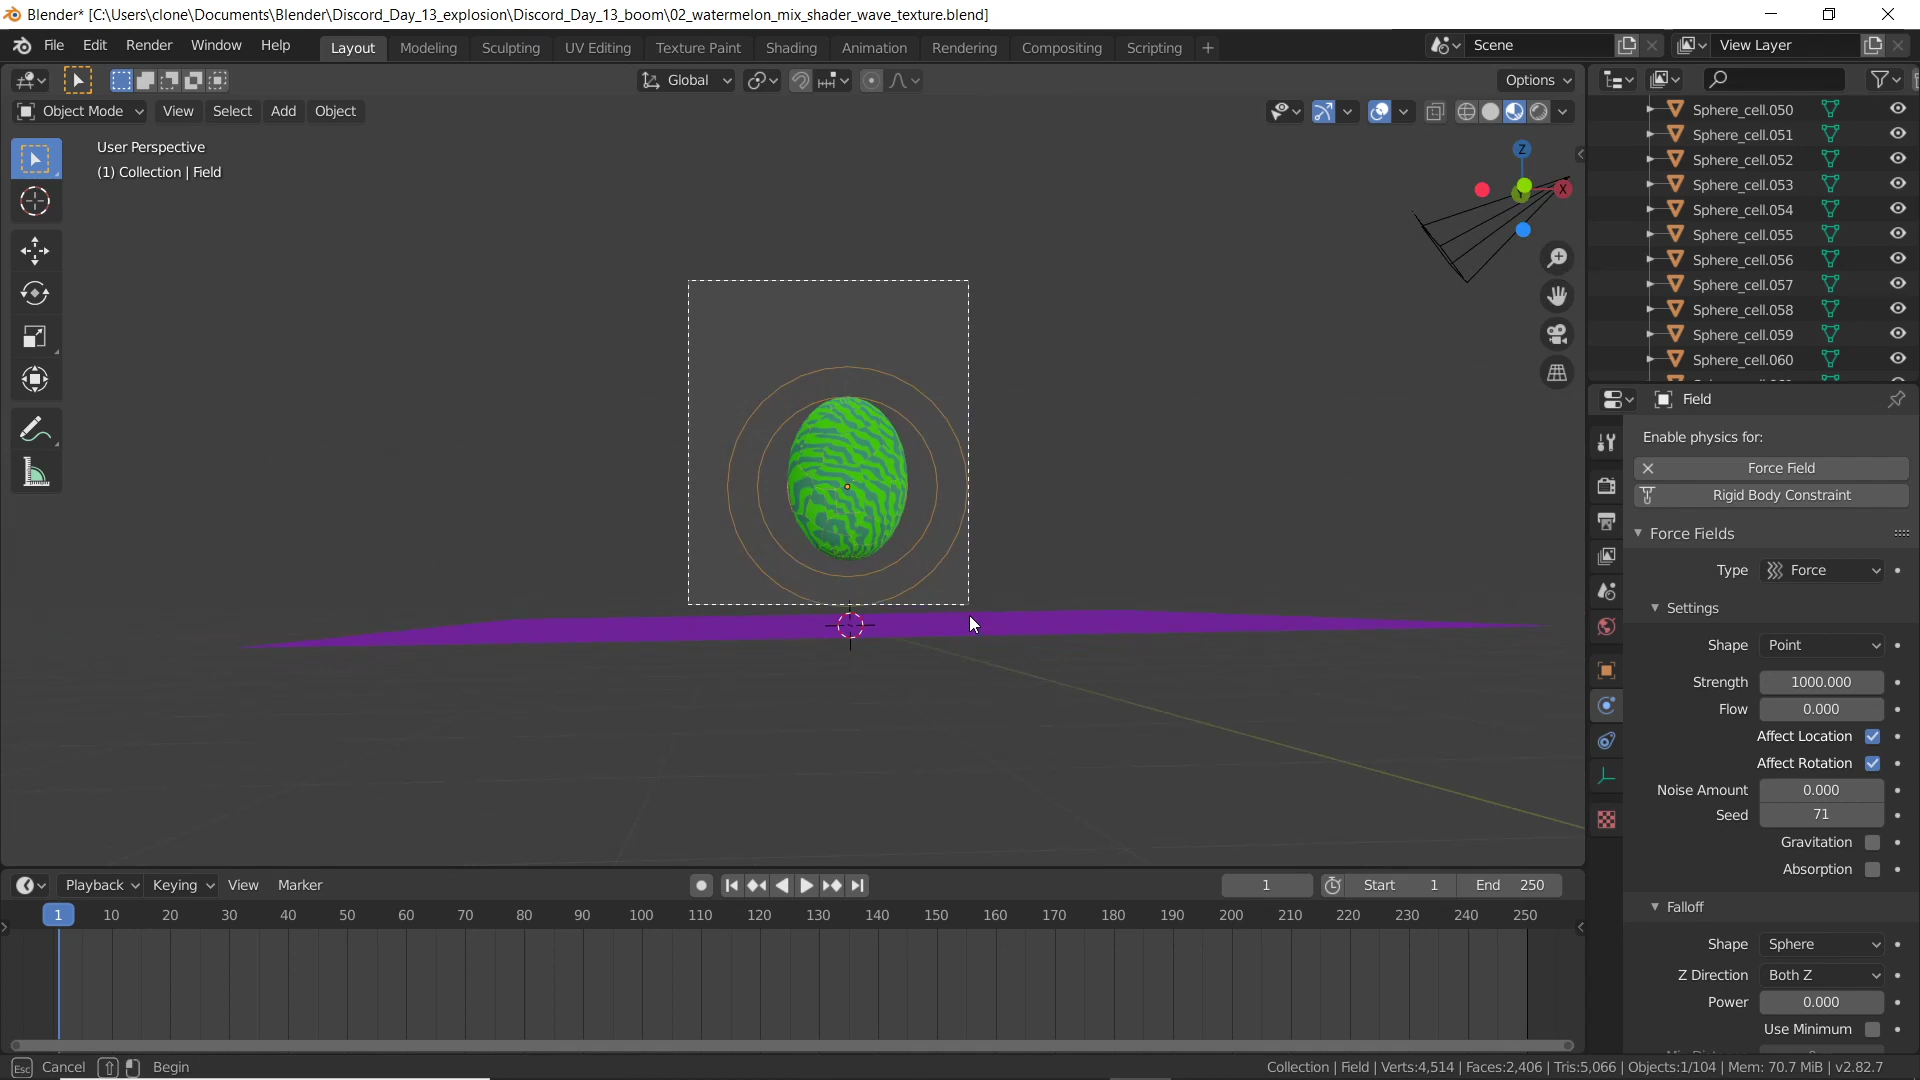 Blender* [C:\Users\clone\Documents\Blender\Discord_Day_13_explosion\Discord_Day_13_boom\02_watermelon_mix_shader_wave_texture.blend]
File Edit Render Window Help Layout Modeling Sculpting UV Editing Texture Paint Shading Animation Rendering Compositing Scripting + Scene View Layer
Global Options
Object Mode View Select Add Object
User Perspective
(1) Collection | Field
Z
X
Y
Sphere_cell.050
Sphere_cell.051
Sphere_cell.052
Sphere_cell.053
Sphere_cell.054
Sphere_cell.055
Sphere_cell.056
Sphere_cell.057
Sphere_cell.058
Sphere_cell.059
Sphere_cell.060
Field
Enable physics for:
Force Field
Rigid Body Constraint
Force Fields
Type Force
Settings
Shape Point
Strength 1000.000
Flow 0.000
Affect Location
Affect Rotation
Noise Amount 0.000
Seed 71
Gravitation
Absorption
Falloff
Shape Sphere
Z Direction Both Z
Power 0.000
Use Minimum
Playback Keying View Marker 1 Start 1 End 250
1 10 20 30 40 50 60 70 80 90 100 110 120 130 140 150 160 170 180 190 200 210 220 230 240 250
Esc Cancel Begin Collection | Field | Verts:4,514 | Faces:2,406 | Tris:5,066 | Objects:1/104 | Mem: 70.7 MiB | v2.82.7